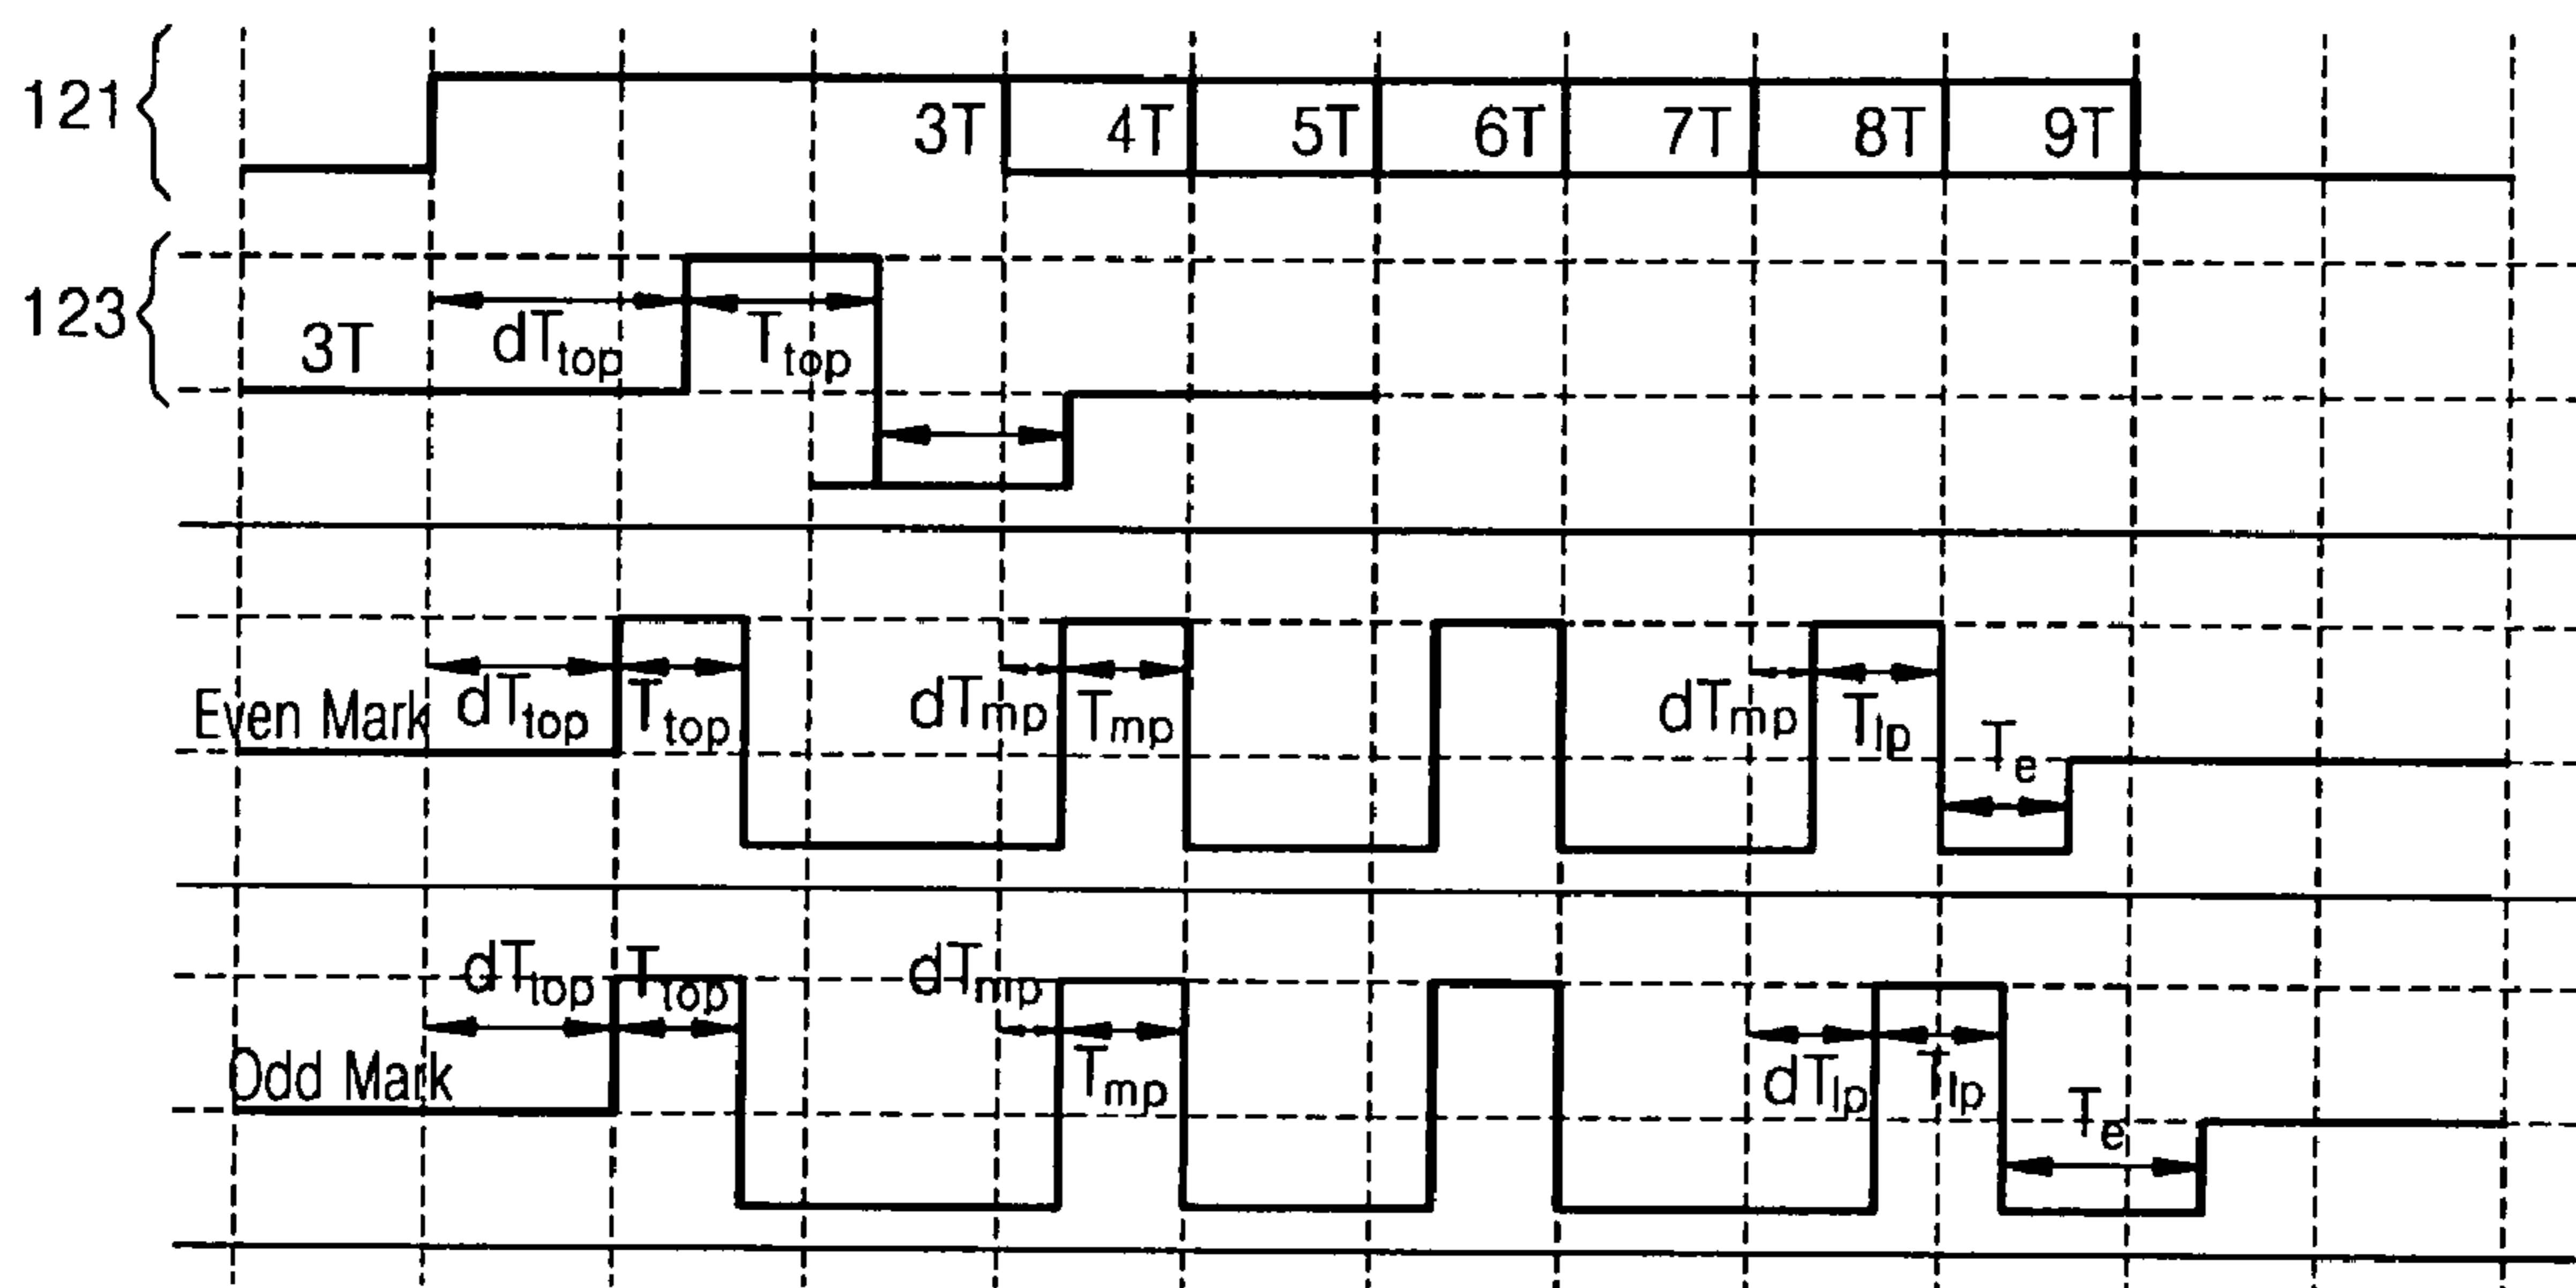 121
3T 4T 5T 6T 7T 8T 9T
123
3T dTtop Ttop
Even Mark dTtop Ttop dTmp Tmp dTmp Tlp Te
dTtop Ttop dTmp
Odd Mark Tmp dTlp Tlp Te